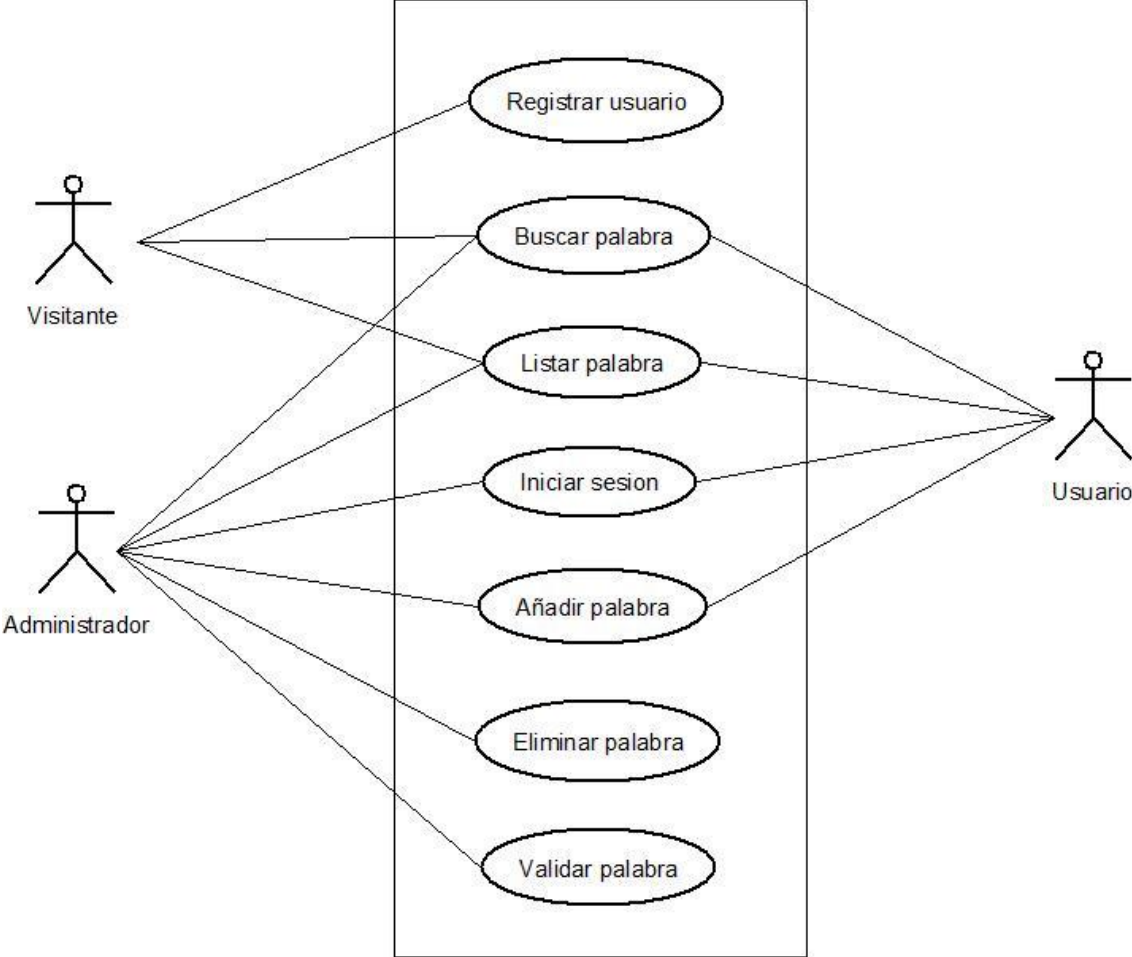 Registrar usuario
Buscar palabra
Visitante
Listar palabra
Iniciar sesion
Usuario
Administrador
Añadir palabra
Eliminar palabra
Validar palabra